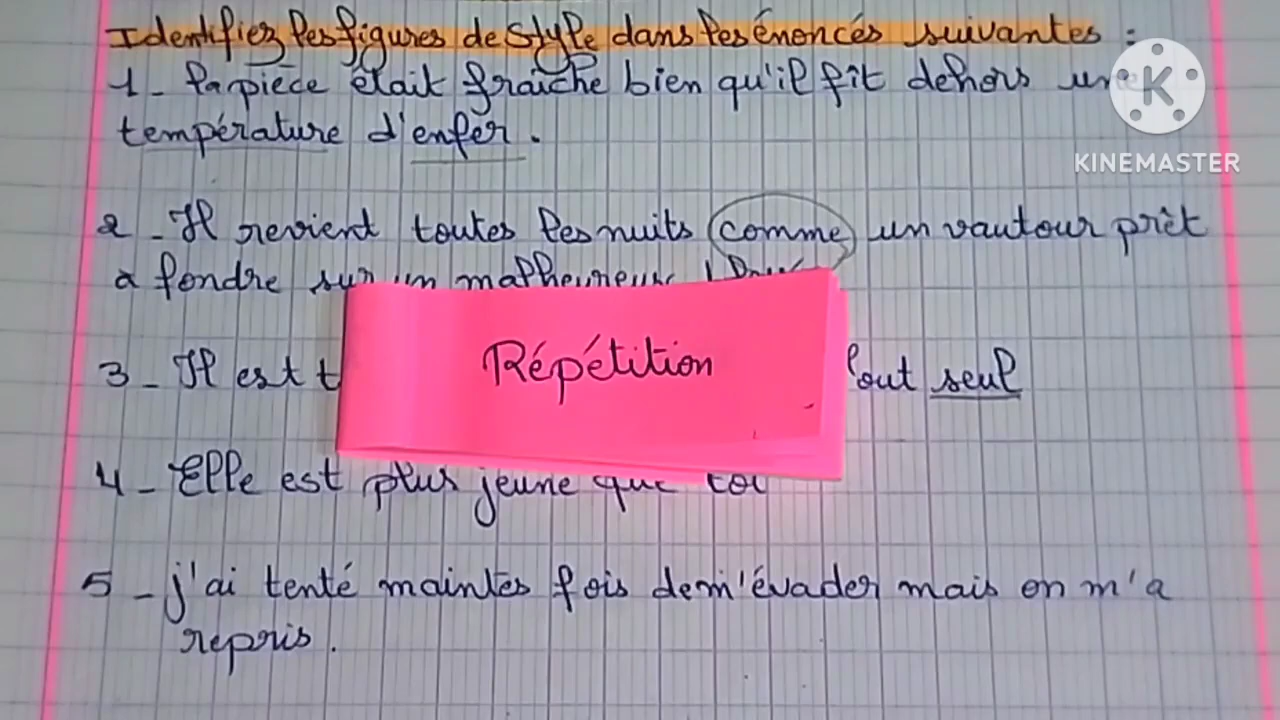 Identifiez les figures de style dans les énoncés suivantes :
1 - la pièce était fraîche bien qu'il fît dehors une
température d'enfer.
K
KINEMASTER
2 - Il revient toutes les nuits comme un vautour prêt
a fondre sur un malheureux
Répétition
3 - Il est tout seul
4 - Elle est plus jeune que toi
5 - j'ai tenté maintes fois de m'évader mais on m'a
repris.